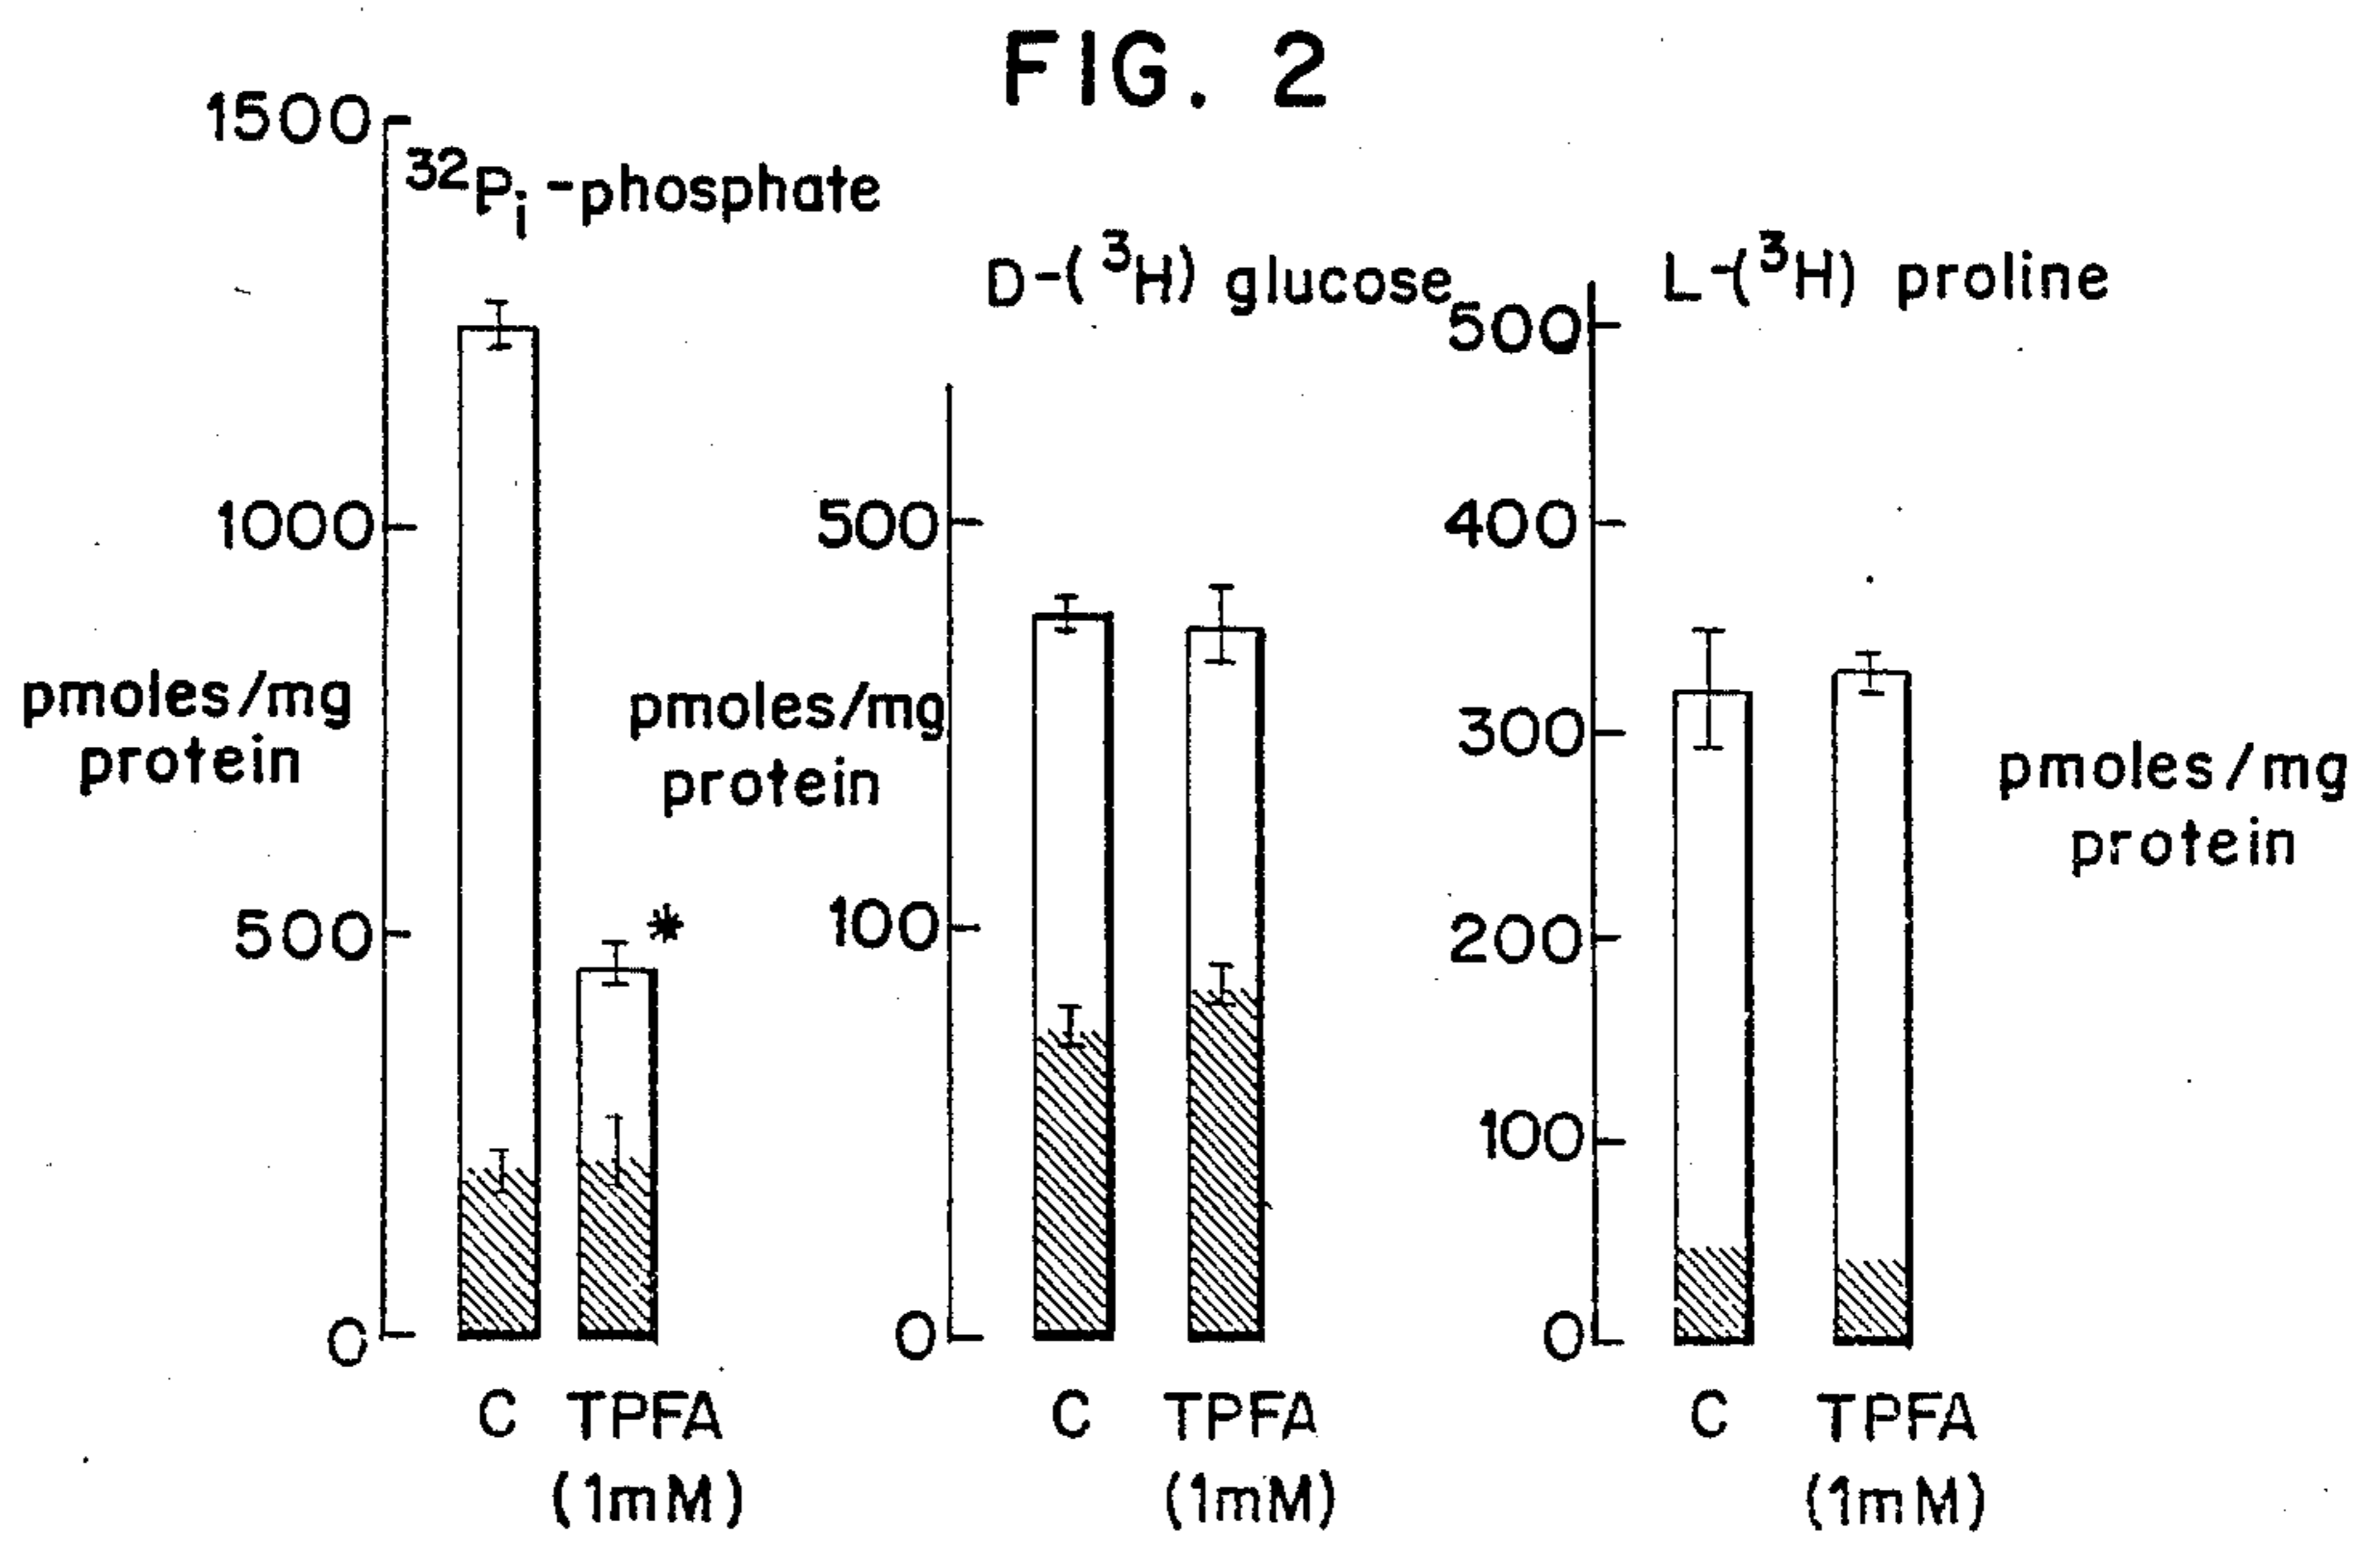 FIG. 2
1500
³²Pi-phosphate
1000
500
0
pmoles/mg
protein
*
C TPFA
(1mM)
D-(³H) glucose
500
100
0
pmoles/mg
protein
C TPFA
(1mM)
L-(³H) proline
500
400
300
200
100
0
pmoles/mg
protein
C TPFA
(1mM)